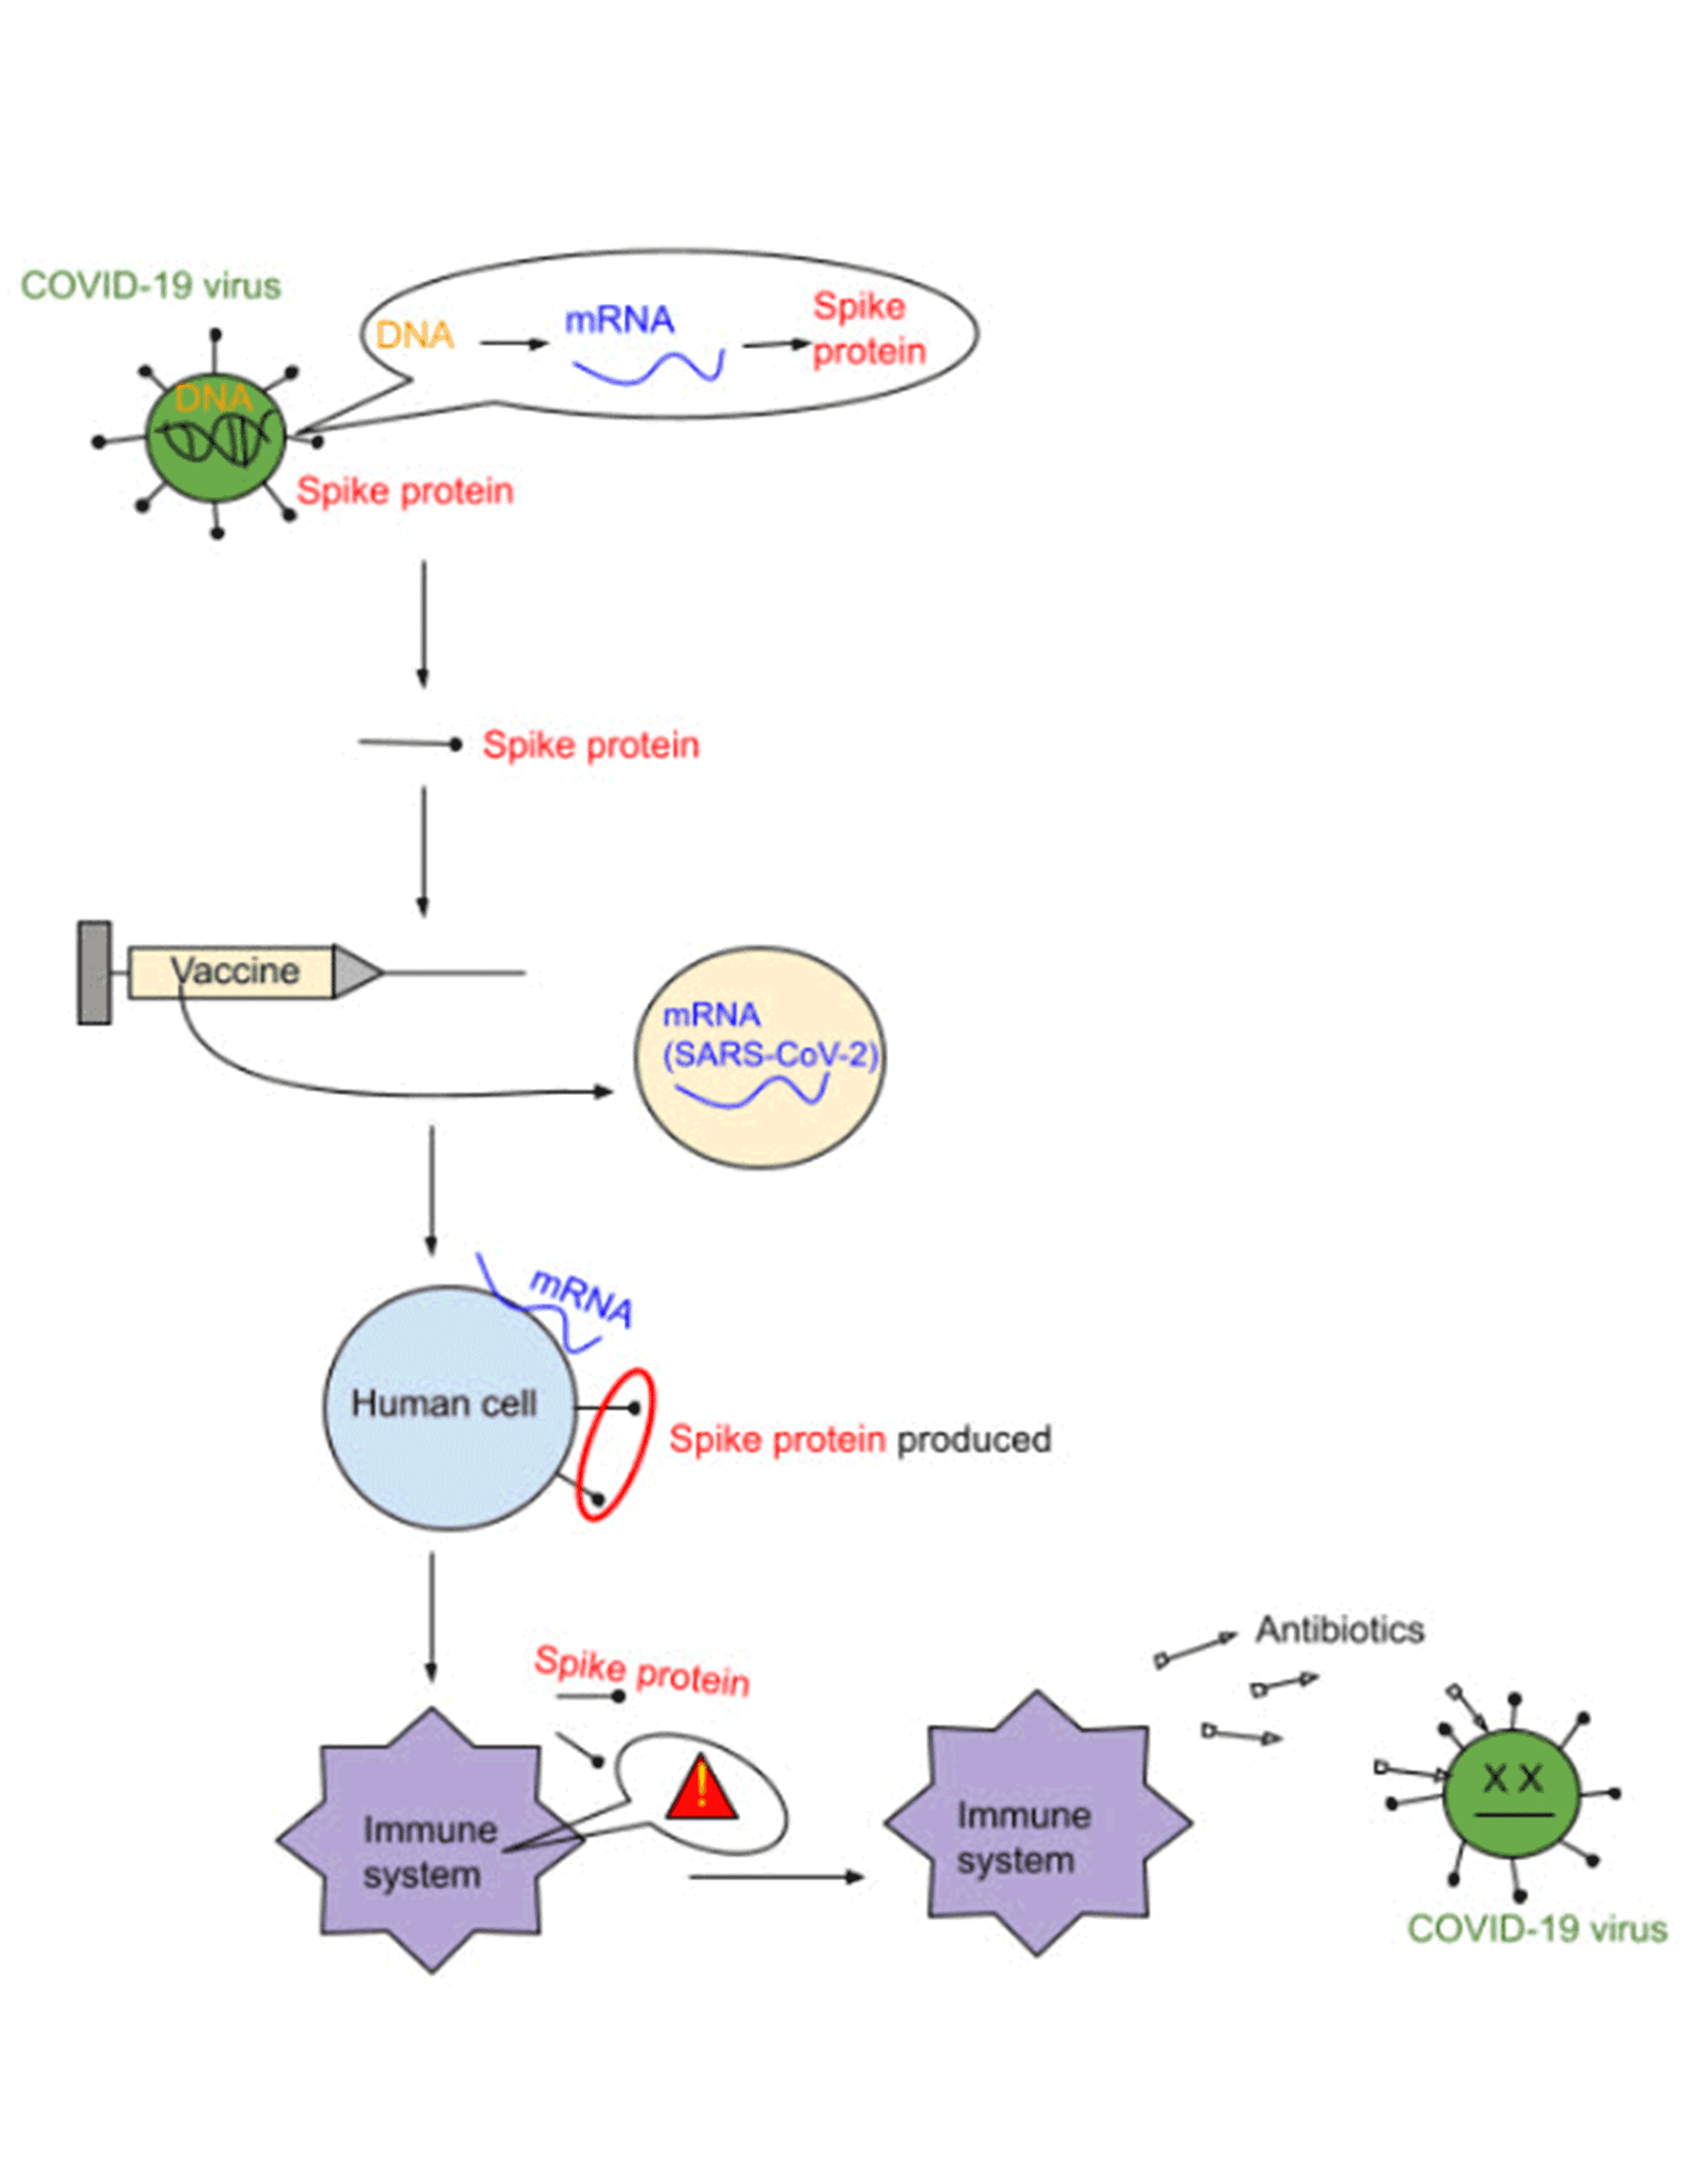 COVID-19 virus
DNA
mRNA
Spike
protein
DNA
Spike protein
Spike protein
Vaccine
mRNA
(SARS-CoV-2)
mRNA
Human cell
Spike protein produced
Spike protein
!
Immune
system
Immune
system
Antibiotics
X X
COVID-19 virus